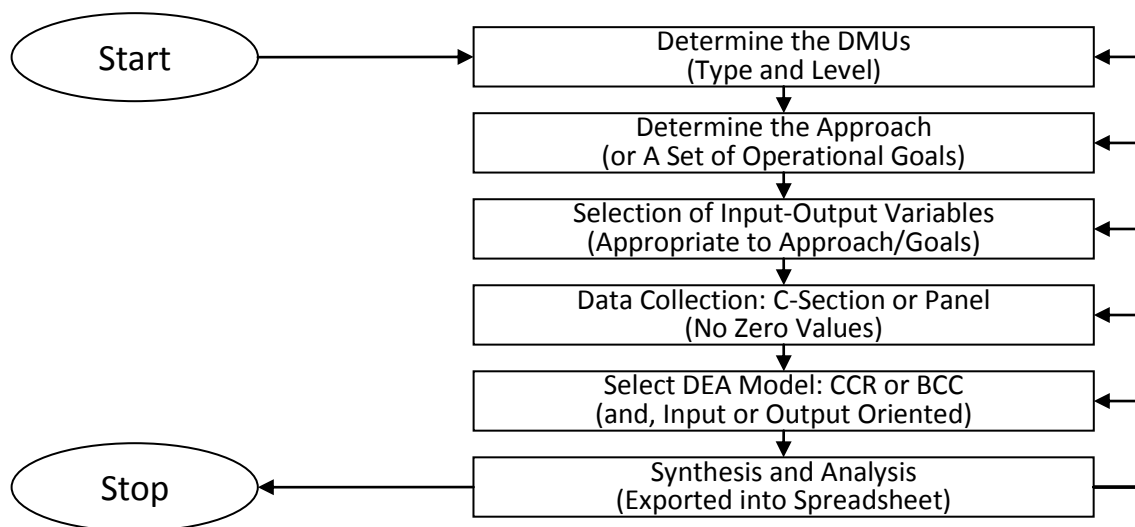 Start
Determine the DMUs
(Type and Level)
Determine the Approach
(or A Set of Operational Goals)
Selection of Input-Output Variables
(Appropriate to Approach/Goals)
Data Collection: C-Section or Panel
(No Zero Values)
Select DEA Model: CCR or BCC
(and, Input or Output Oriented)
Stop
Synthesis and Analysis
(Exported into Spreadsheet)